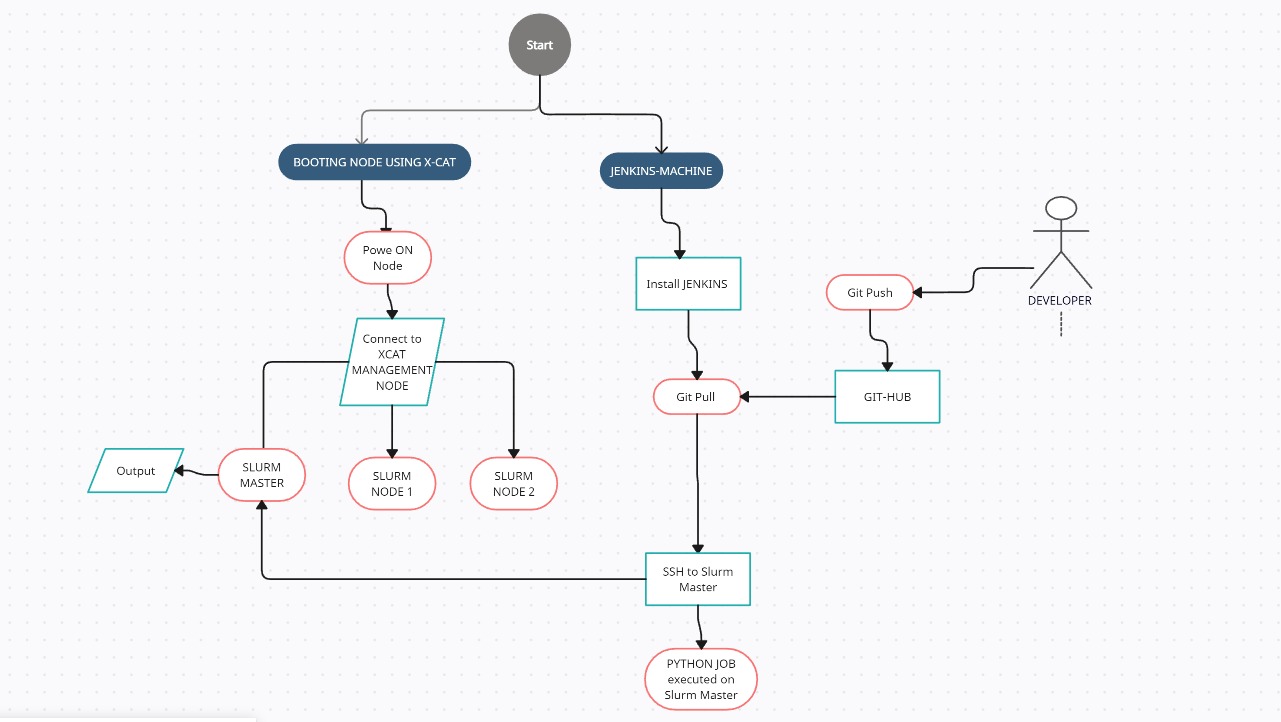 Start
BOOTING NODE USING X-CAT
JENKINS-MACHINE
Powe ON
Node
Install JENKINS
Git Push
DEVELOPER
Connect to
XCAT
MANAGEMENT
NODE
Git Pull
GIT-HUB
Output
SLURM
MASTER
SLURM
NODE 1
SLURM
NODE 2
SSH to Slurm
Master
PYTHON JOB
executed on
Slurm Master